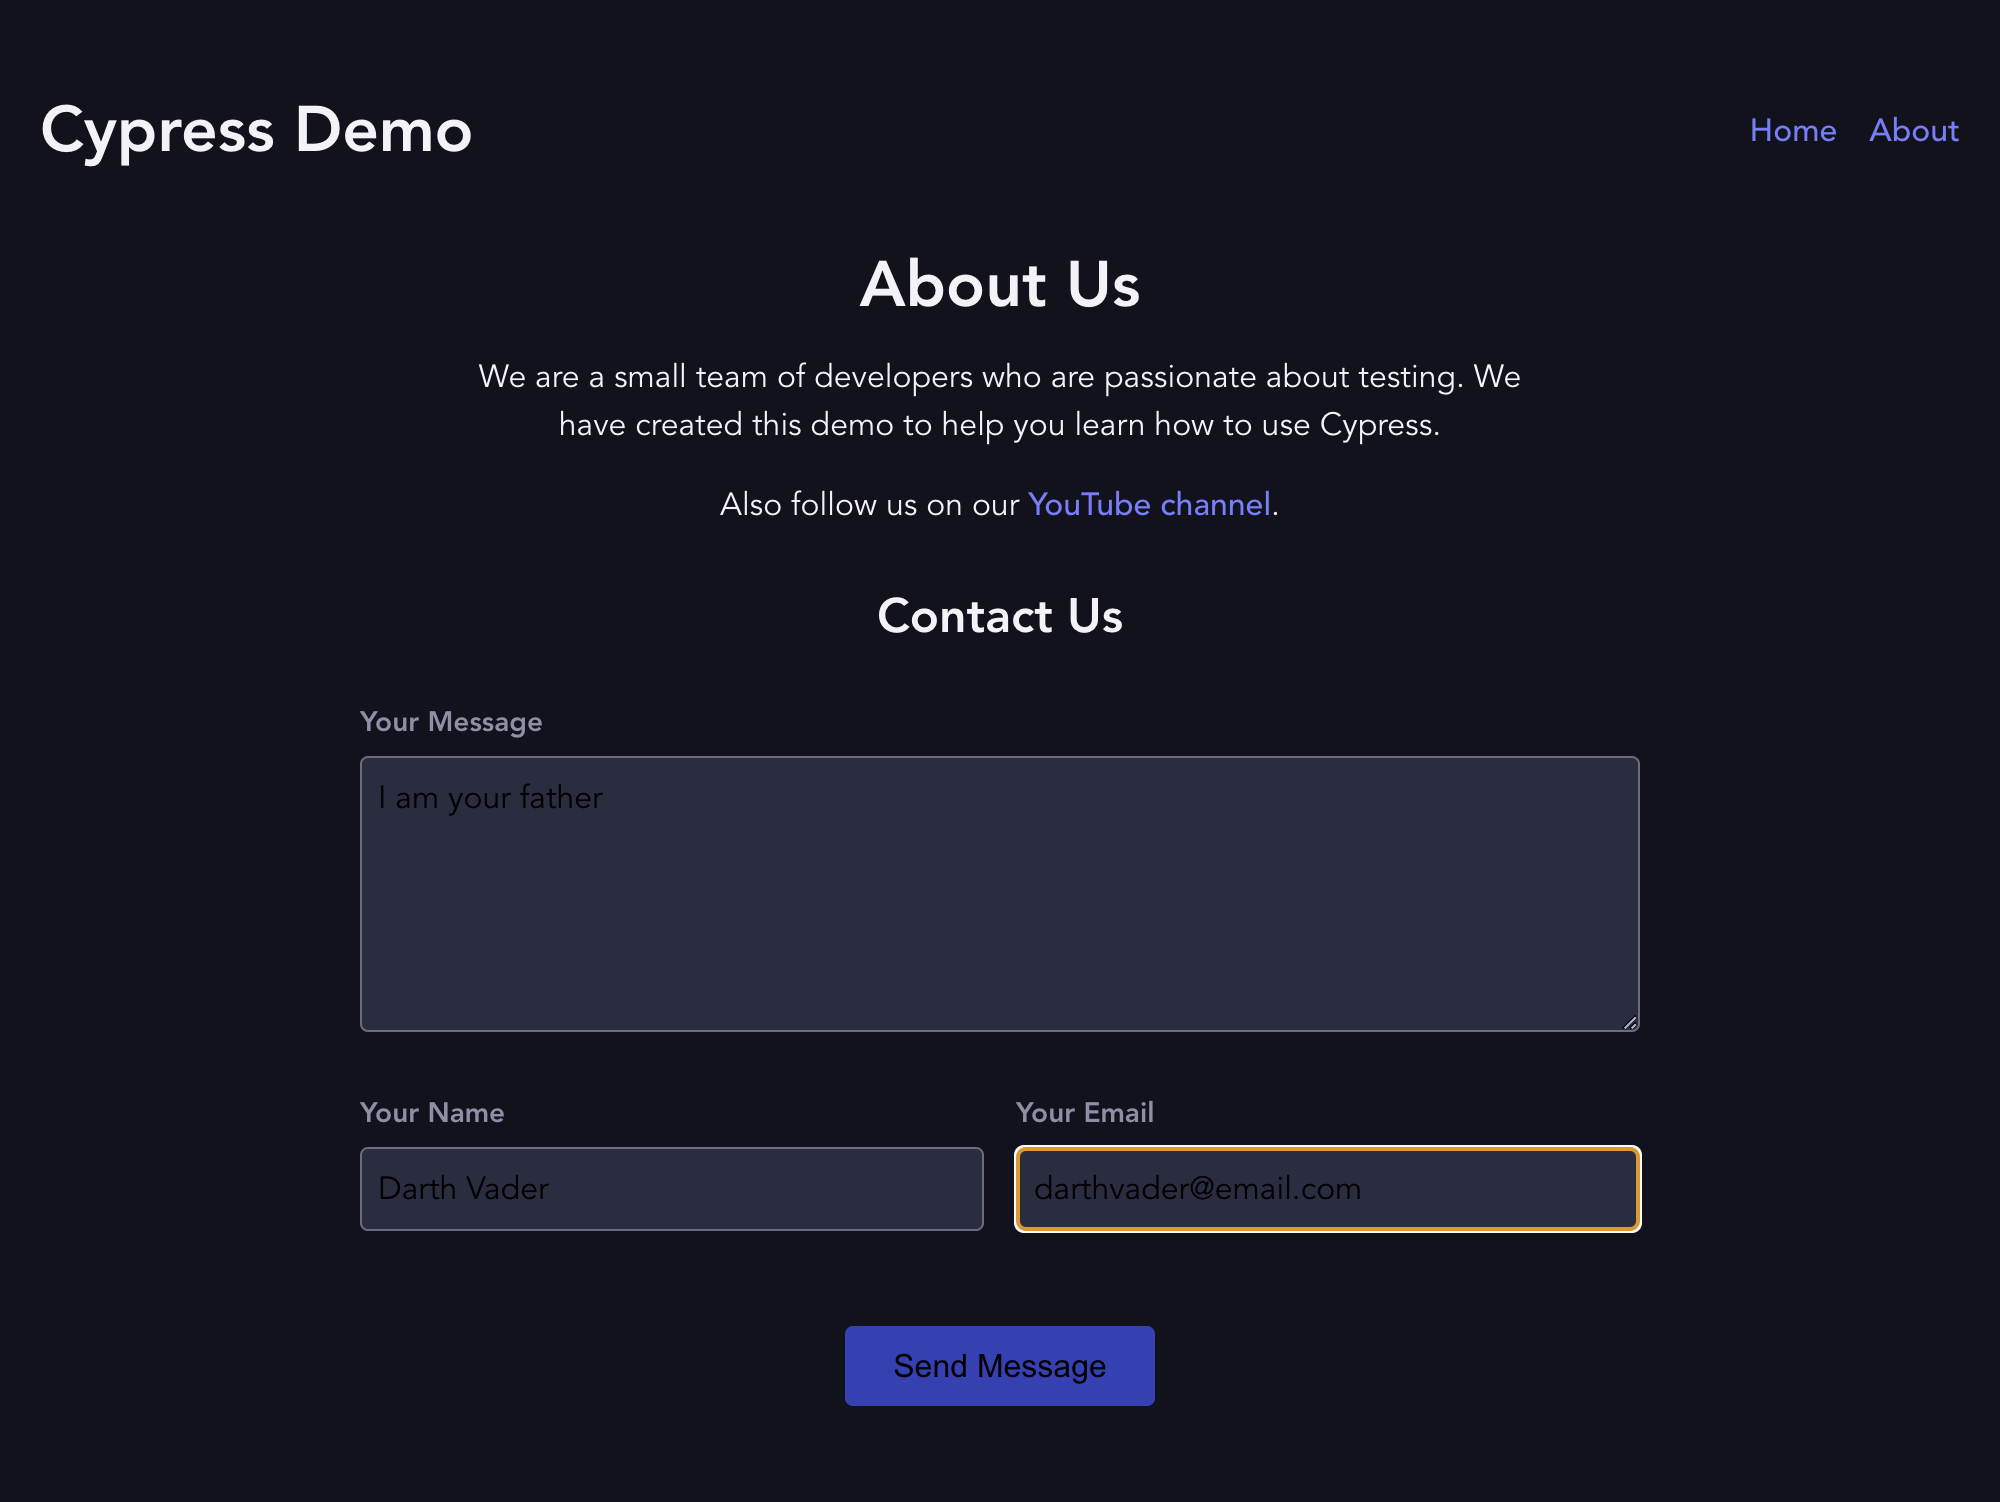 Cypress Demo
Home About
About Us
We are a small team of developers who are passionate about testing. We
have created this demo to help you learn how to use Cypress.
Also follow us on our YouTube channel.
Contact Us
Your Message
I am your father
Your Name
Your Email
Darth Vader
darthvader@email.com
Send Message